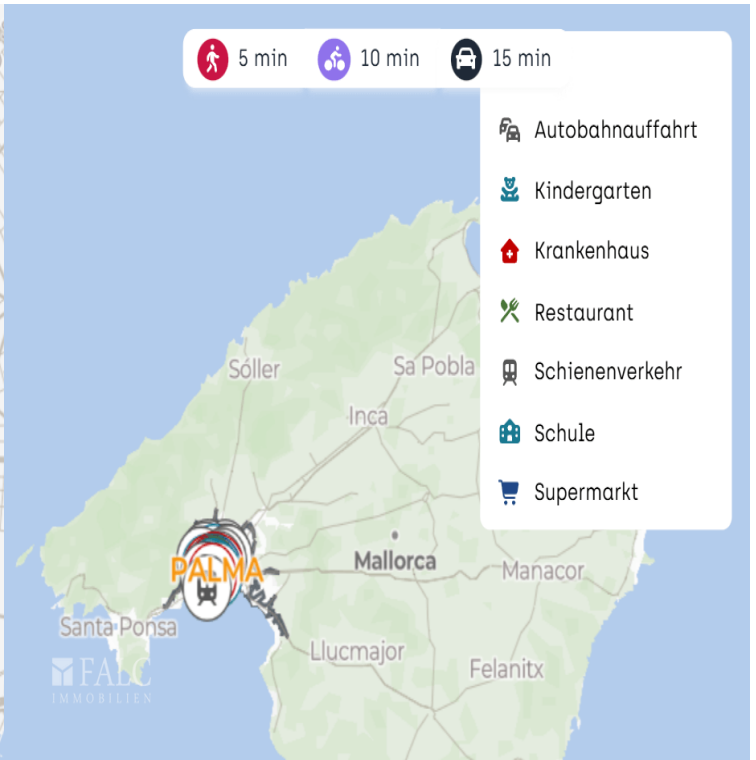 5 min
10 min
15 min
Autobahnauffahrt
Kindergarten
Krankenhaus
Restaurant
Schienenverkehr
Schule
Supermarkt
Sóller
Sa Pobla
Inca
PALMA
Mallorca
Manacor
Santa Ponsa
Llucmajor
Felanitx
FALC
IMMOBILIEN